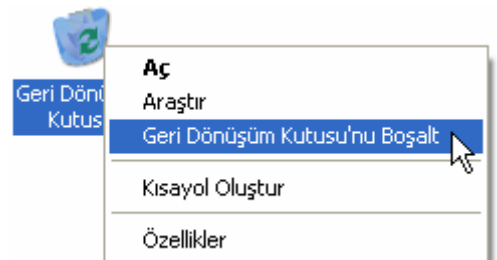 Aç
Geri Dönü
Araştır
Kutus
Geri Dönüşüm Kutusu'nu Boşalt
Kısayol Oluştur
Özellikler